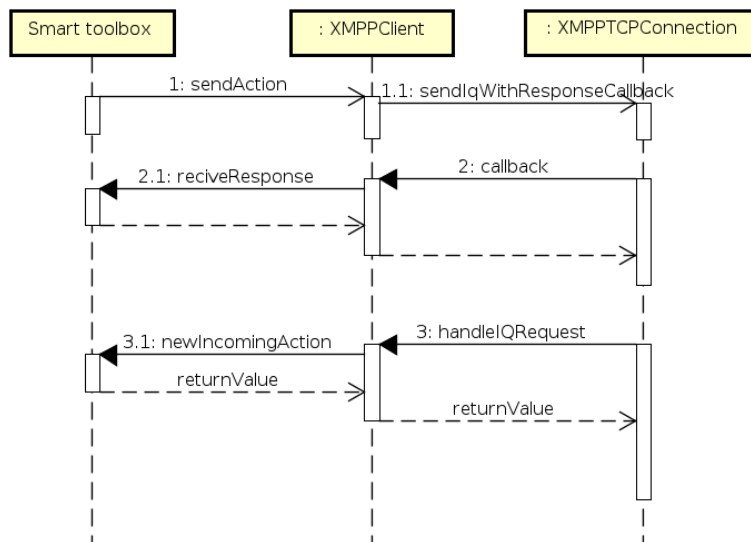 Smart toolbox
: XMPPClient
: XMPPTCPConnection
1: sendAction
1.1: sendIqWithResponseCallback
2: callback
2.1: reciveResponse
3: handleIQRequest
3.1: newIncomingAction
returnValue
returnValue